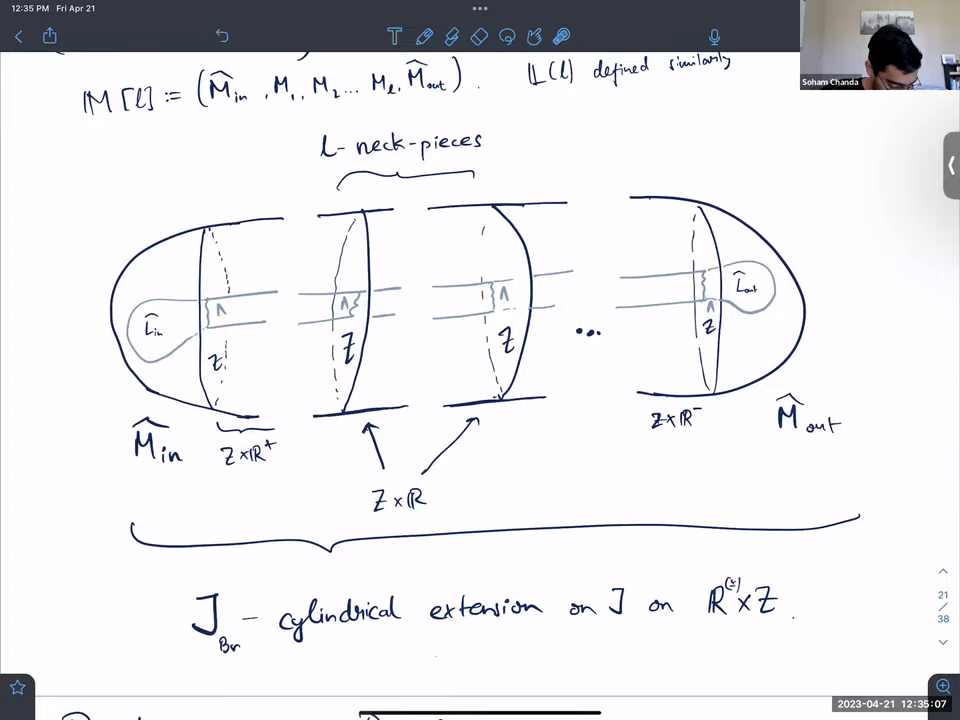 12:35 PM Fri Apr 21
Soham Chanda
𝕄[l] := (M̂in, M₁, M₂... Mℓ, M̂out). 𝕃(l) defined similarly
l-neck-pieces
L̂in Λ Λ Λ Λ L̂out
Z Z Z Z
...
M̂in Z×ℝ⁺ Z×ℝ⁻ M̂out
Z×ℝ
J_Br - cylindrical extension on J on ℝ^(±)×Z.
21
/
38
2023-04-21 12:35:07